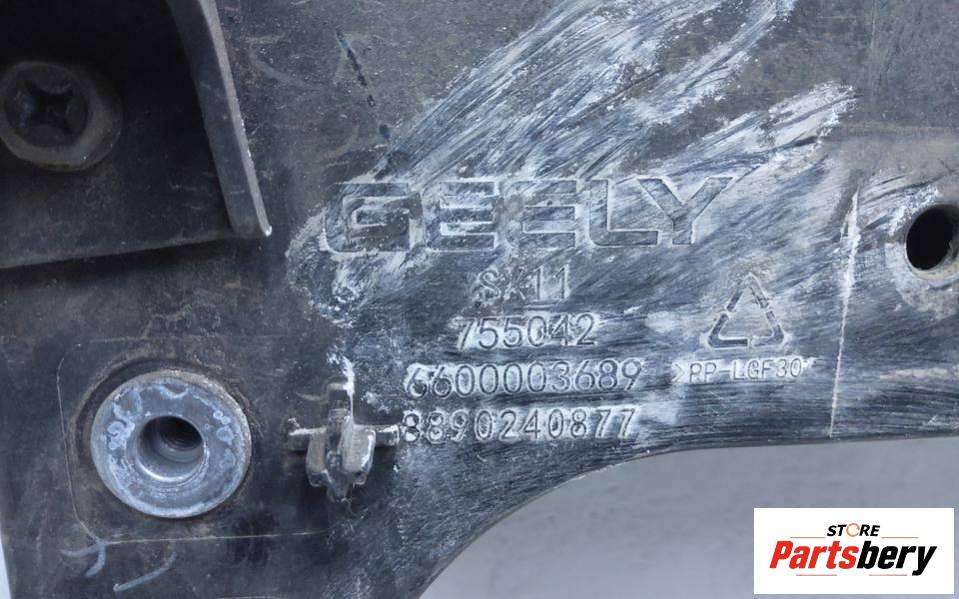 GEELY
SX11
755042
6600003689
>PP-LGF30<
8890240877
STORE
Partsbery